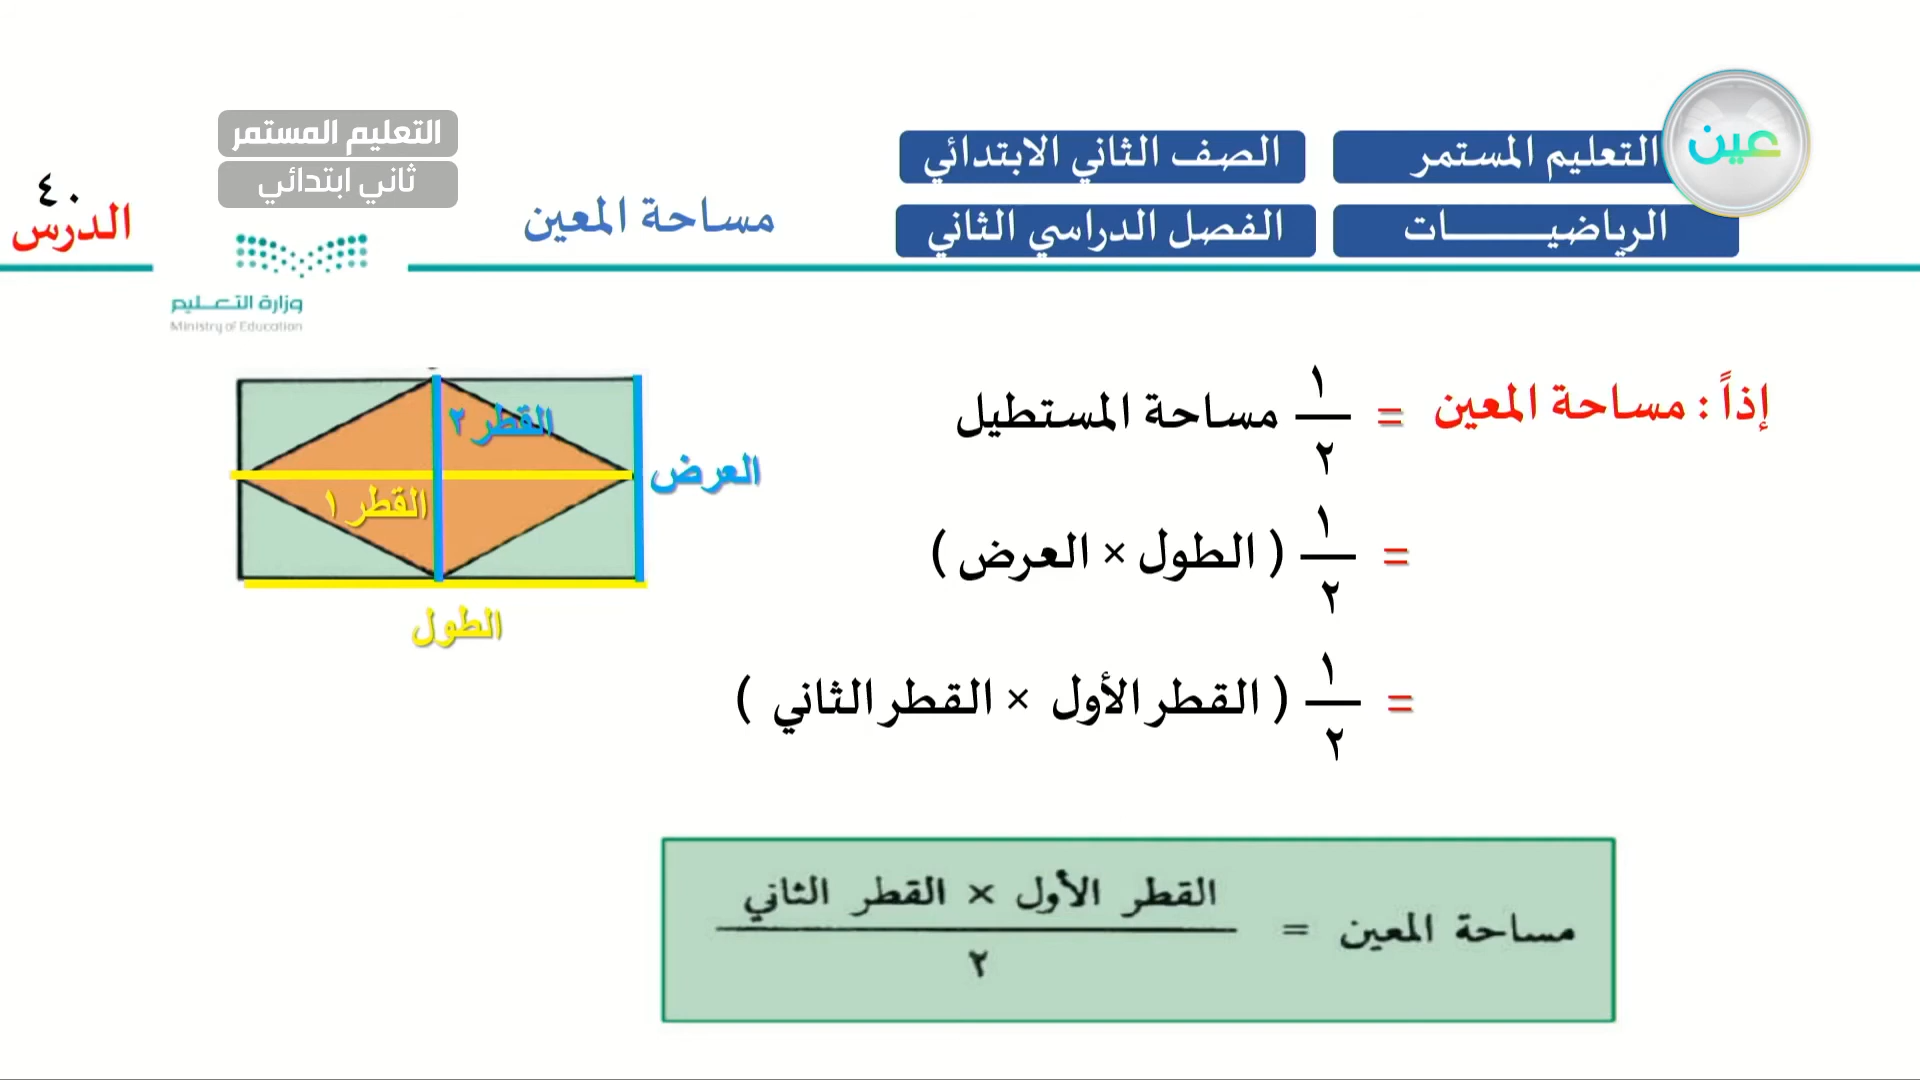 عين
التعليم المستمر
الصف الثاني الابتدائي
الرياضيـــــــات
الفصل الدراسي الثاني
مساحة المعين
التعليم المستمر
ثاني ابتدائي
٤٠
الدرس
وزارة التعـــليم
Ministry of Education
إذاً : مساحة المعين = ١/٢ مساحة المستطيل
= ١/٢ ( الطول × العرض )
= ١/٢ ( القطر الأول × القطر الثاني )
القطر ٢
العرض
القطر ١
الطول
مساحة المعين = القطر الأول × القطر الثاني / ٢